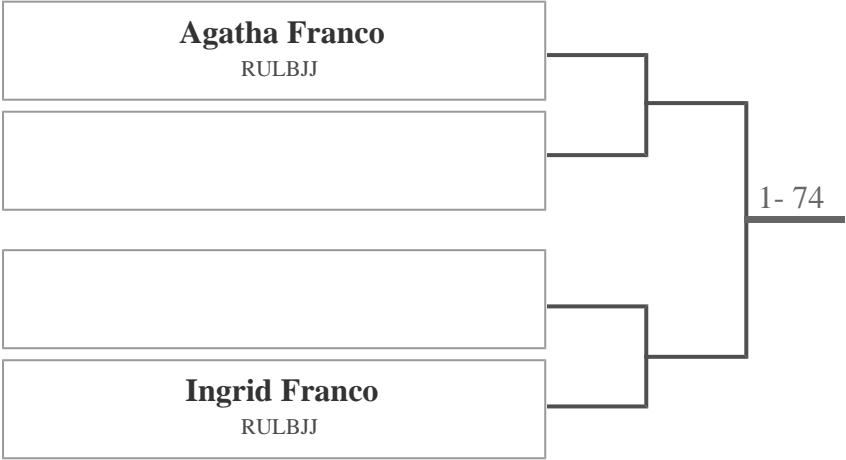 Agatha Franco
RULBJJ
1- 74
Ingrid Franco
RULBJJ